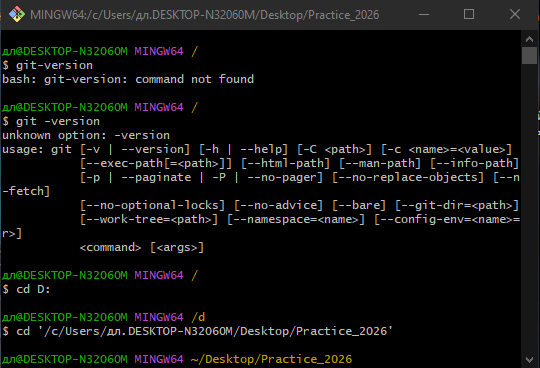 MINGW64:/c/Users/дл.DESKTOP-N32060M/Desktop/Practice_2026
дл@DESKTOP-N32060M MINGW64 /
$ git-version
bash: git-version: command not found
дл@DESKTOP-N32060M MINGW64 /
$ git -version
unknown option: -version
usage: git [-v | --version] [-h | --help] [-C <path>] [-c <name>=<value>]
[--exec-path[=<path>]] [--html-path] [--man-path] [--info-path]
[-p | --paginate | -P | --no-pager] [--no-replace-objects] [--n
-fetch]
[--no-optional-locks] [--no-advice] [--bare] [--git-dir=<path>]
[--work-tree=<path>] [--namespace=<name>] [--config-env=<name>=
r>]
<command> [<args>]
дл@DESKTOP-N32060M MINGW64 /
$ cd D:
дл@DESKTOP-N32060M MINGW64 /d
$ cd '/c/Users/дл.DESKTOP-N32060M/Desktop/Practice_2026'
дл@DESKTOP-N32060M MINGW64 ~/Desktop/Practice_2026